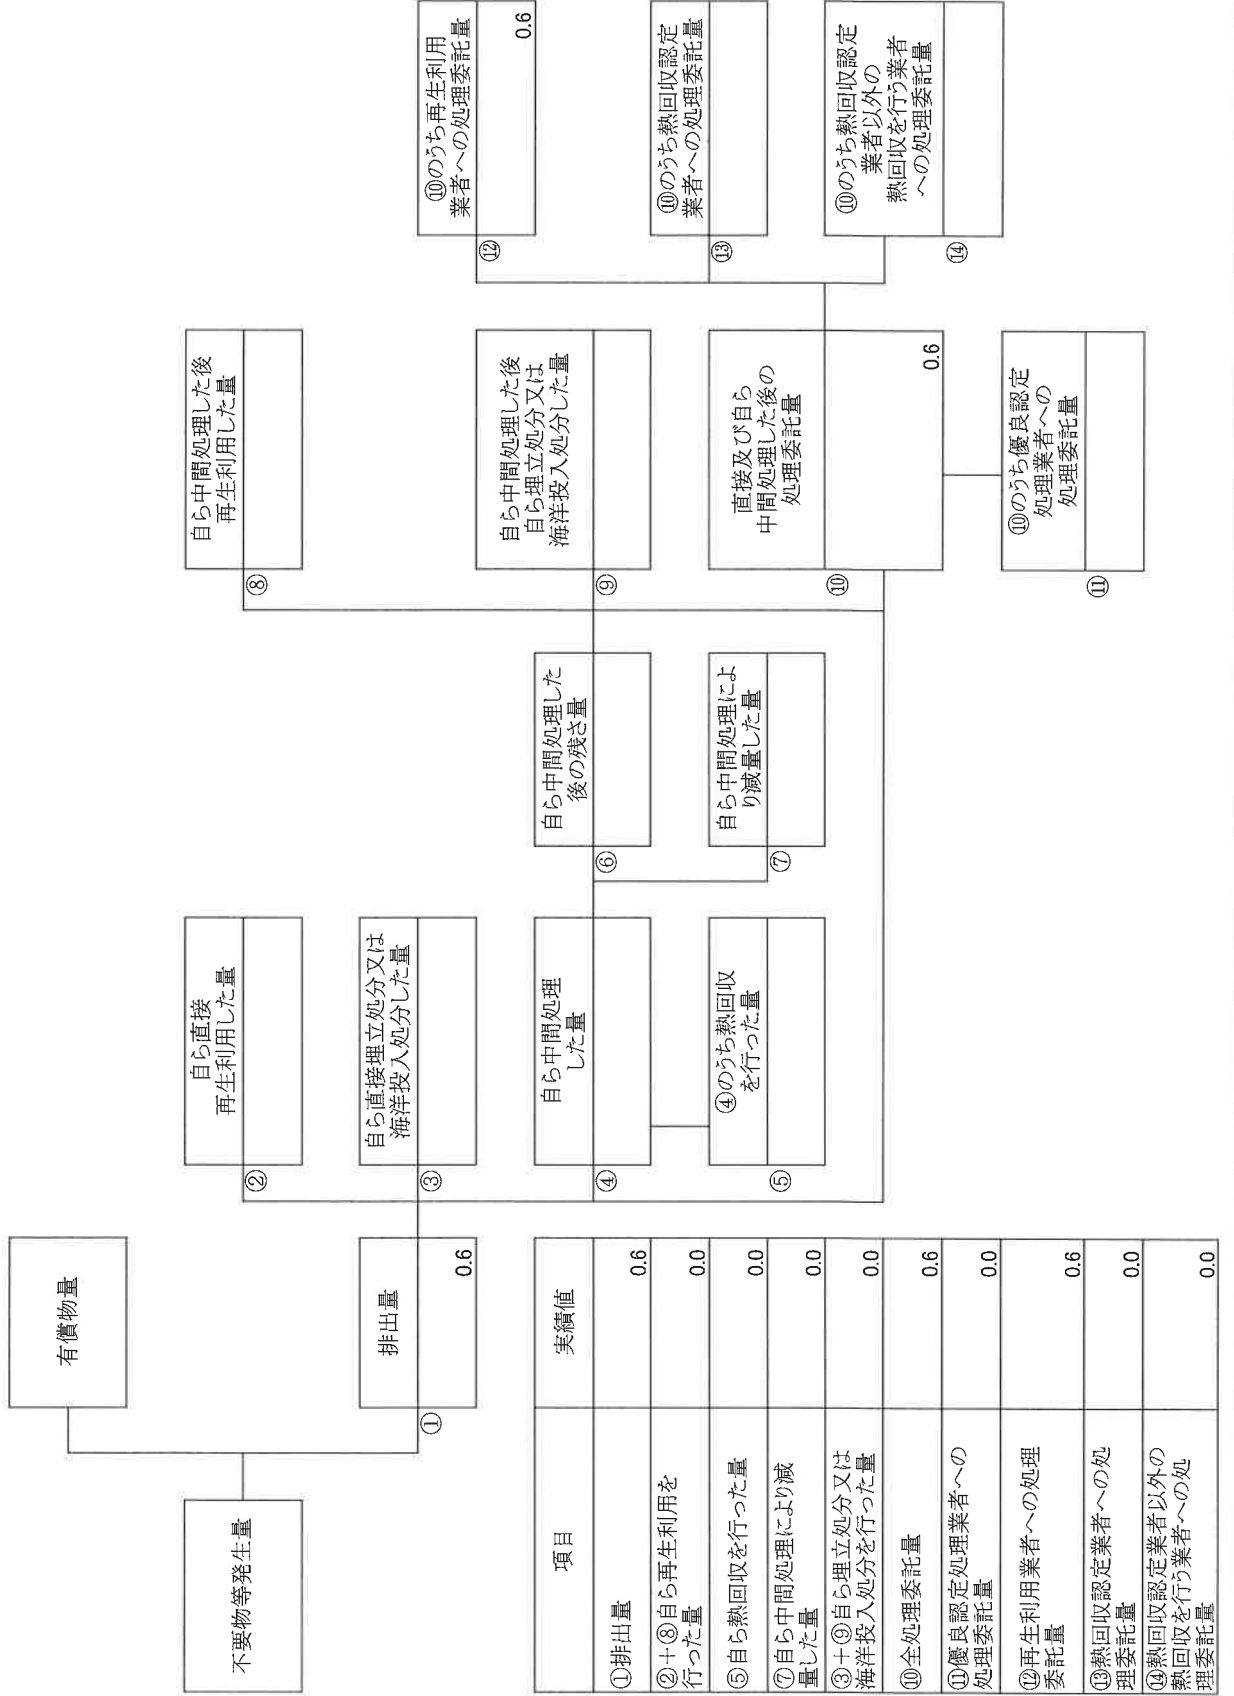 不要物等発生量
有償物量
排出量
①
0.6
自ら直接
再生利用した量
②
自ら直接埋立処分又は
海洋投入処分した量
③
自ら中間処理
した量
④
④のうち熱回収
を行った量
⑤
自ら中間処理した
後の残さ量
⑥
自ら中間処理によ
り減量した量
⑦
自ら中間処理した後
再生利用した量
⑧
自ら中間処理した後
自ら埋立処分又は
海洋投入処分した量
⑨
直接及び自ら
中間処理した後の
処理委託量
⑩
0.6
⑩のうち優良認定
処理業者への
処理委託量
⑪
⑩のうち再生利用
業者への処理委託量
⑫
0.6
⑩のうち熱回収認定
業者への処理委託量
⑬
⑩のうち熱回収認定
業者以外の
熱回収を行う業者
への処理委託量
⑭
項目
実績値
①排出量
0.6
②+⑧自ら再生利用を
行った量
0.0
⑤自ら熱回収を行った量
0.0
⑦自ら中間処理により減
量した量
0.0
③+⑨自ら埋立処分又は
海洋投入処分を行った量
0.0
⑩全処理委託量
0.6
⑪優良認定処理業者への
処理委託量
0.0
⑫再生利用業者への処理
委託量
0.6
⑬熱回収認定業者への処
理委託量
0.0
⑭熱回収認定業者以外の
熱回収を行う業者への処
理委託量
0.0